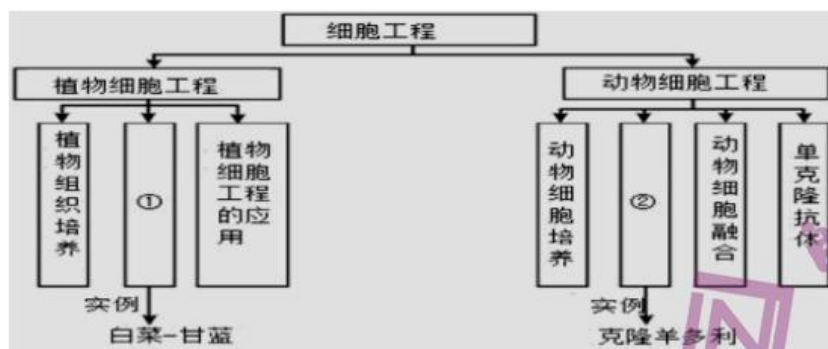 细胞工程
植物细胞工程
动物细胞工程
植物组织培养
①
植物细胞工程的应用
动物细胞培养
②
动物细胞融合
单克隆抗体
实例
实例
白菜-甘蓝
克隆羊多利